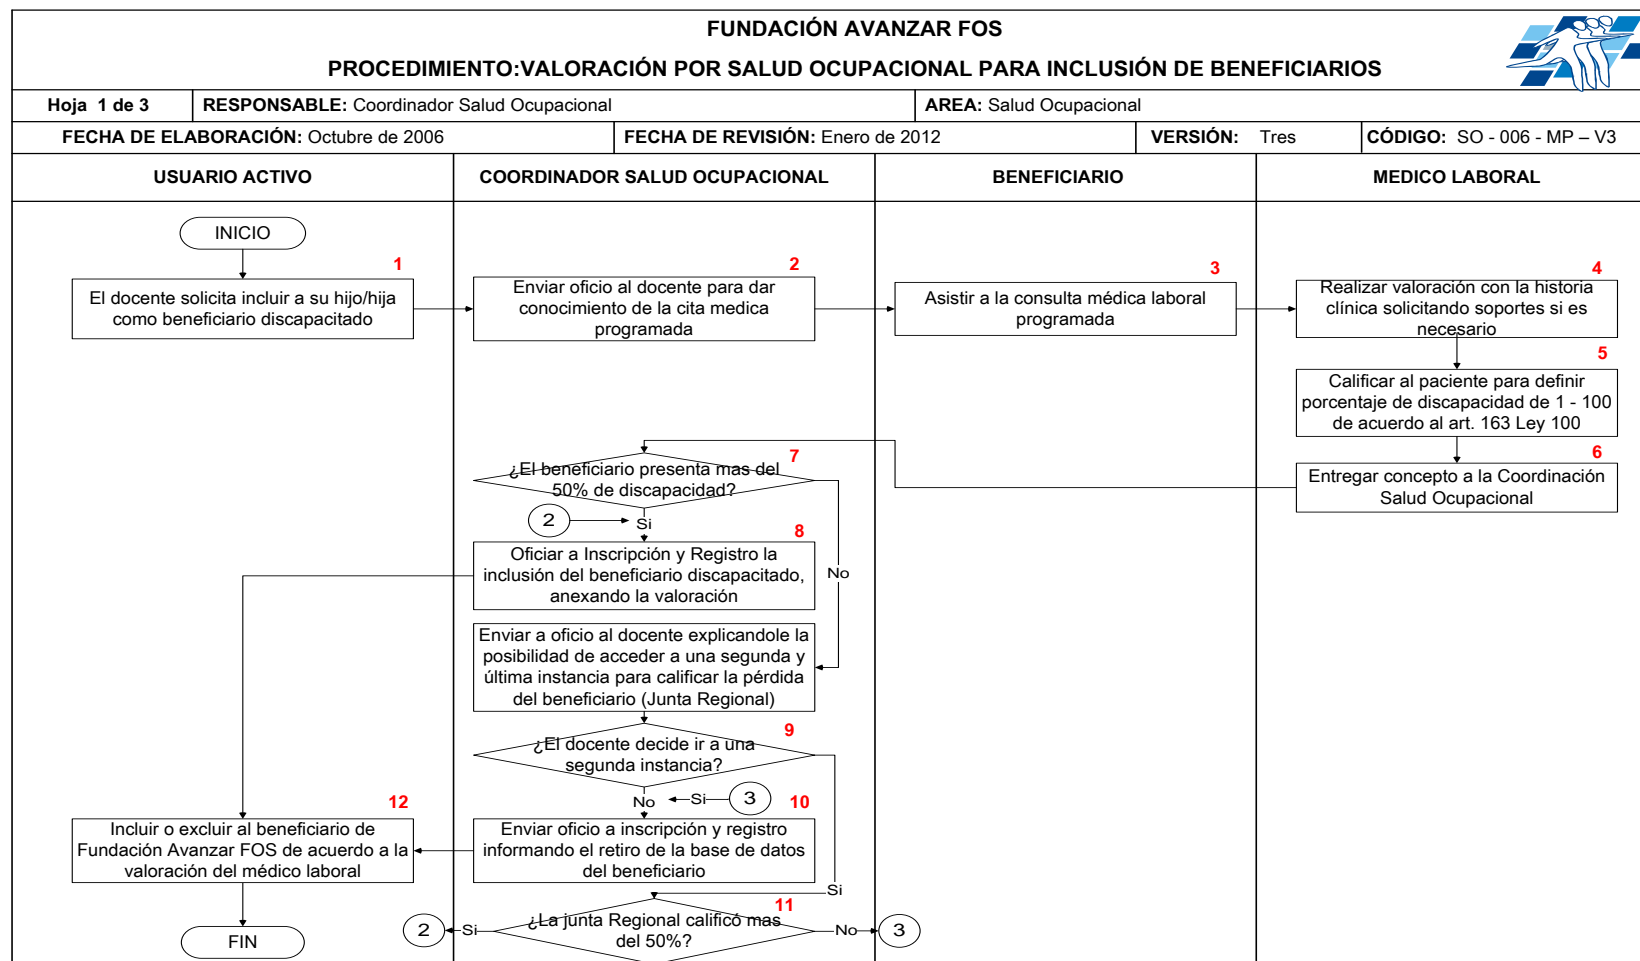 FUNDACIÓN AVANZAR FOS
PROCEDIMIENTO:VALORACIÓN POR SALUD OCUPACIONAL PARA INCLUSIÓN DE BENEFICIARIOS
Hoja 1 de 3
RESPONSABLE: Coordinador Salud Ocupacional
AREA: Salud Ocupacional
FECHA DE ELABORACIÓN: Octubre de 2006
FECHA DE REVISIÓN: Enero de 2012
VERSIÓN: Tres
CÓDIGO: SO - 006 - MP – V3
USUARIO ACTIVO
COORDINADOR SALUD OCUPACIONAL
BENEFICIARIO
MEDICO LABORAL
INICIO
1
El docente solicita incluir a su hijo/hija
como beneficiario discapacitado
2
Enviar oficio al docente para dar
conocimiento de la cita medica
programada
3
Asistir a la consulta médica laboral
programada
4
Realizar valoración con la historia
clínica solicitando soportes si es
necesario
5
Calificar al paciente para definir
porcentaje de discapacidad de 1 - 100
de acuerdo al art. 163 Ley 100
6
Entregar concepto a la Coordinación
Salud Ocupacional
7
¿El beneficiario presenta mas del
50% de discapacidad?
2
Si
No
8
Oficiar a Inscripción y Registro la
inclusión del beneficiario discapacitado,
anexando la valoración
Enviar a oficio al docente explicandole la
posibilidad de acceder a una segunda y
última instancia para calificar la pérdida
del beneficiario (Junta Regional)
9
¿El docente decide ir a una
segunda instancia?
No
Si
3
10
Enviar oficio a inscripción y registro
informando el retiro de la base de datos
del beneficiario
Si
12
Incluir o excluir al beneficiario de
Fundación Avanzar FOS de acuerdo a la
valoración del médico laboral
FIN
11
¿La junta Regional calificó mas
del 50%?
2
Si
No
3